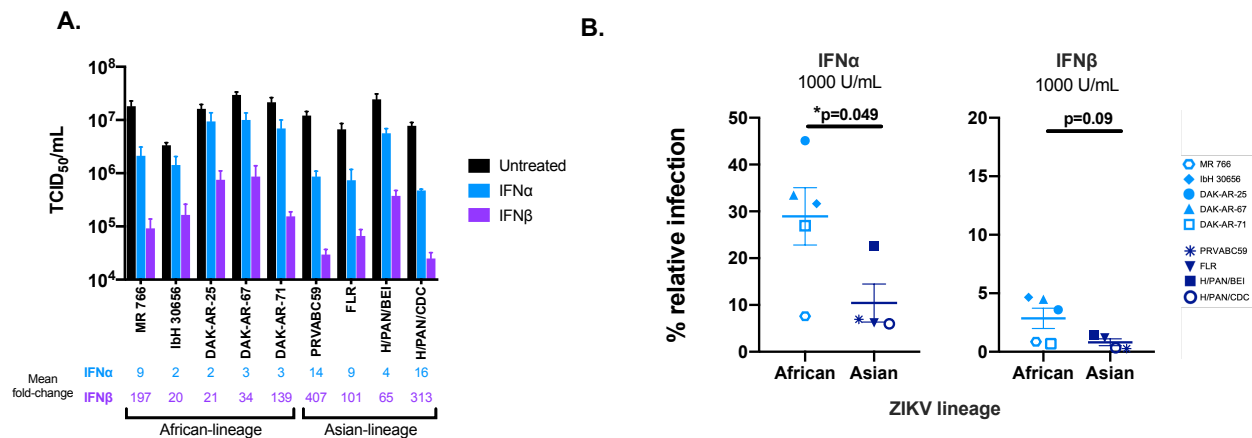 A.
TCID50/mL
10^8
10^7
10^6
10^5
10^4
Untreated
IFNα
IFNβ
MR 766
IbH 30656
DAK-AR-25
DAK-AR-67
DAK-AR-71
PRVABC59
FLR
H/PAN/BEI
H/PAN/CDC
Mean
fold-change
IFNα 9 2 2 3 3 14 9 4 16
IFNβ 197 20 21 34 139 407 101 65 313
African-lineage Asian-lineage
B.
% relative infection
IFNα
1000 U/mL
*p=0.049
50
40
30
20
10
0
African Asian
IFNβ
1000 U/mL
p=0.09
20
15
10
5
0
African Asian
ZIKV lineage
MR 766
IbH 30656
DAK-AR-25
DAK-AR-67
DAK-AR-71
PRVABC59
FLR
H/PAN/BEI
H/PAN/CDC